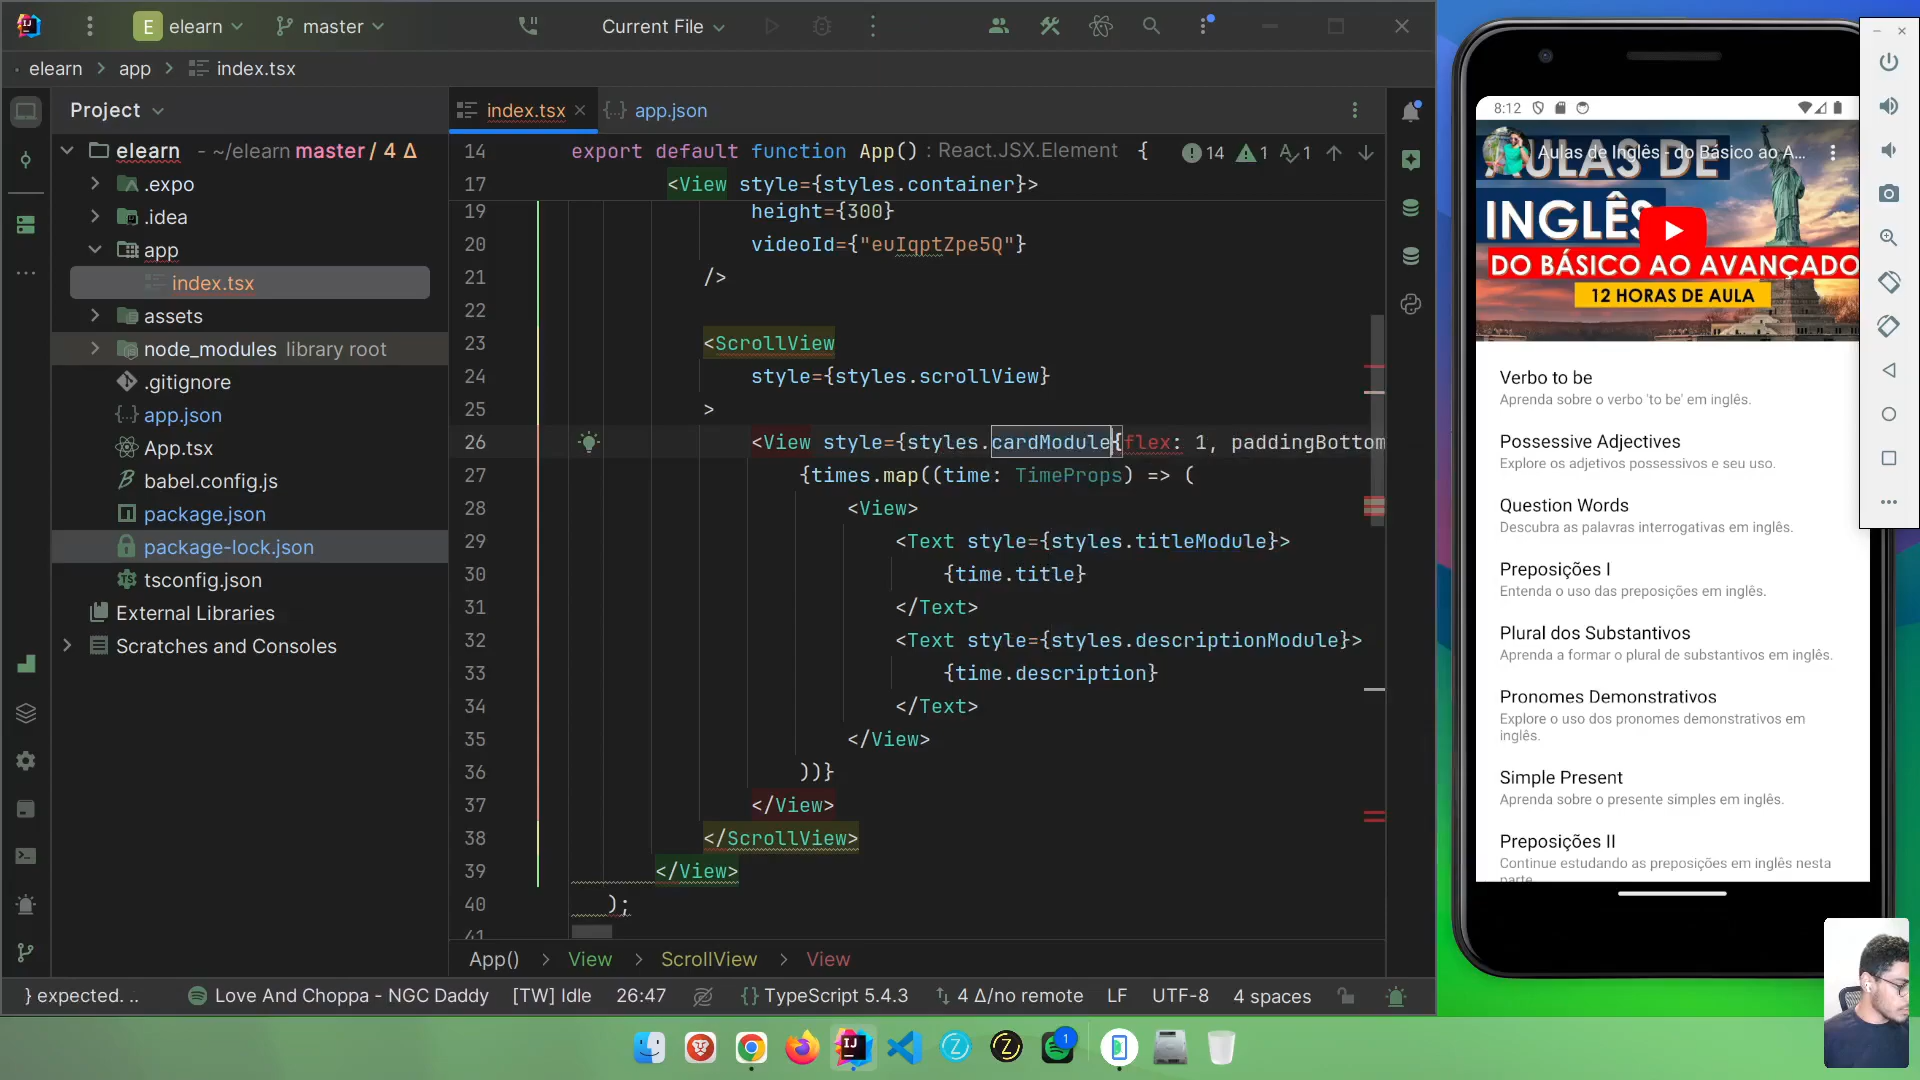 E elearn
master
Current File
elearn > app > index.tsx
Project
elearn - ~/elearn master / 4 Δ
.expo
.idea
app
index.tsx
assets
node_modules library root
.gitignore
app.json
App.tsx
babel.config.js
package.json
package-lock.json
tsconfig.json
External Libraries
Scratches and Consoles
index.tsx
app.json
14 export default function App() : React.JSX.Element {
14 1 1
17 <View style={styles.container}>
19 height={300}
20 videoId={"euIqptZpe5Q"}
21 />
22
23 <ScrollView
24 style={styles.scrollView}
25 >
26 <View style={styles.cardModule{flex: 1, paddingBottom
27 {times.map((time: TimeProps) => (
28 <View>
29 <Text style={styles.titleModule}>
30 {time.title}
31 </Text>
32 <Text style={styles.descriptionModule}>
33 {time.description}
34 </Text>
35 </View>
36 ))}
37 </View>
38 </ScrollView>
39 </View>
40 );
41
App() > View > ScrollView > View
} expected. ..
Love And Choppa - NGC Daddy
[TW] Idle
26:47
{} TypeScript 5.4.3
4 Δ/no remote
LF
UTF-8
4 spaces
8:12
Aulas de Inglês - do Básico ao A...
AULAS DE
INGLÊS
DO BÁSICO AO AVANÇADO
12 HORAS DE AULA
Verbo to be
Aprenda sobre o verbo 'to be' em inglês.
Possessive Adjectives
Explore os adjetivos possessivos e seu uso.
Question Words
Descubra as palavras interrogativas em inglês.
Preposições I
Entenda o uso das preposições em inglês.
Plural dos Substantivos
Aprenda a formar o plural de substantivos em inglês.
Pronomes Demonstrativos
Explore o uso dos pronomes demonstrativos em
inglês.
Simple Present
Aprenda sobre o presente simples em inglês.
Preposições II
Continue estudando as preposições em inglês nesta
parte.
IJ
Z
Z
1